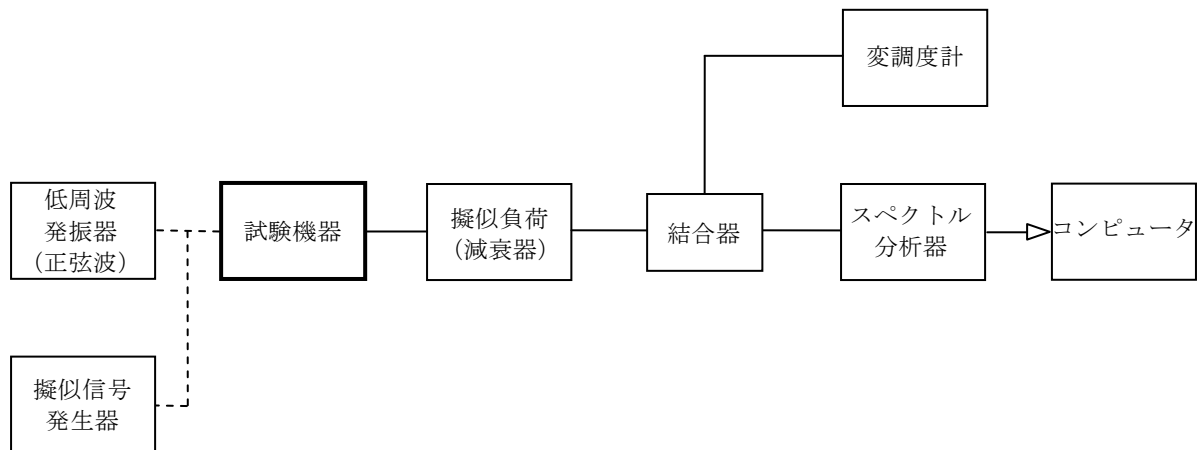 変調度計
低周波
発振器
（正弦波）
試験機器
擬似負荷
（減衰器）
結合器
スペクトル
分析器
コンピュータ
擬似信号
発生器